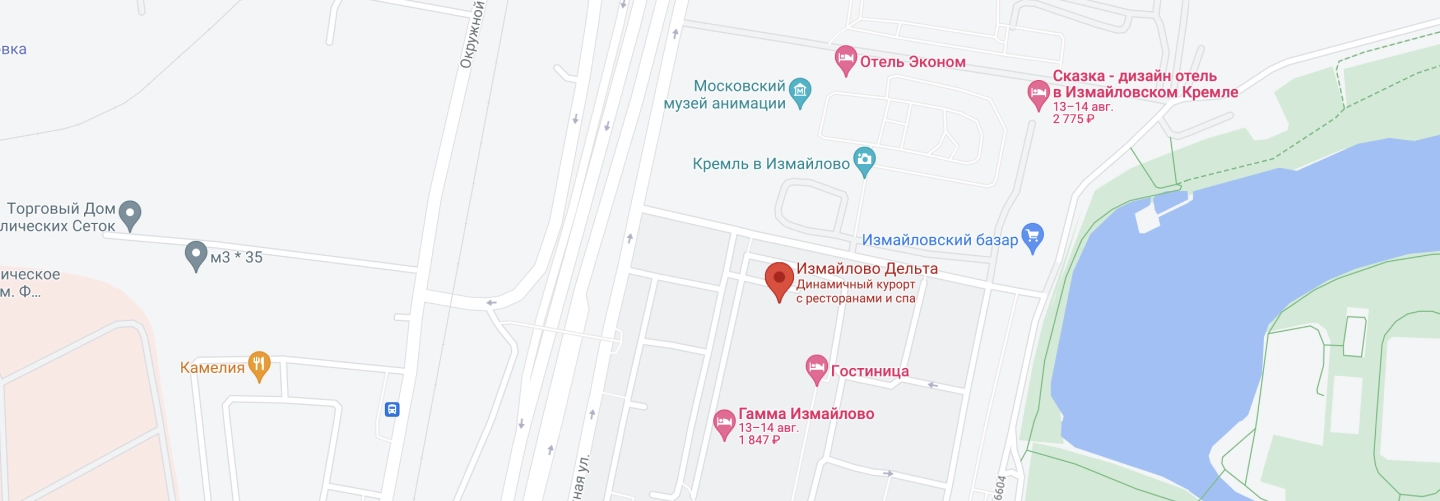 Окружной
овка
Отель Эконом
Сказка - дизайн отель
в Измайловском Кремле
13–14 авг.
2 775 ₽
Московский
музей анимации
Кремль в Измайлово
Торговый Дом
лических Сеток
м3 * 35
Измайловский базар
Измайлово Дельта
Динамичный курорт
с ресторанами и спа
ическое
м. Ф...
Камелия
Гостиница
Гамма Измайлово
13–14 авг.
1 847 ₽
ная ул.
6604